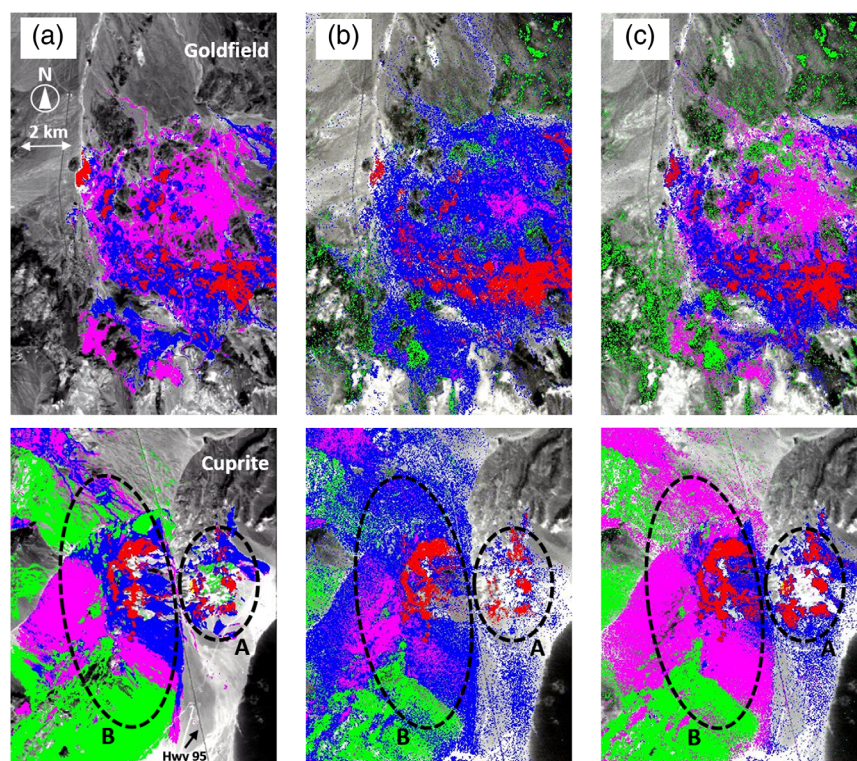 (a)
(b)
(c)
Goldfield
N
2 km
Cuprite
A
B
Hwy 95
A
B
A
B